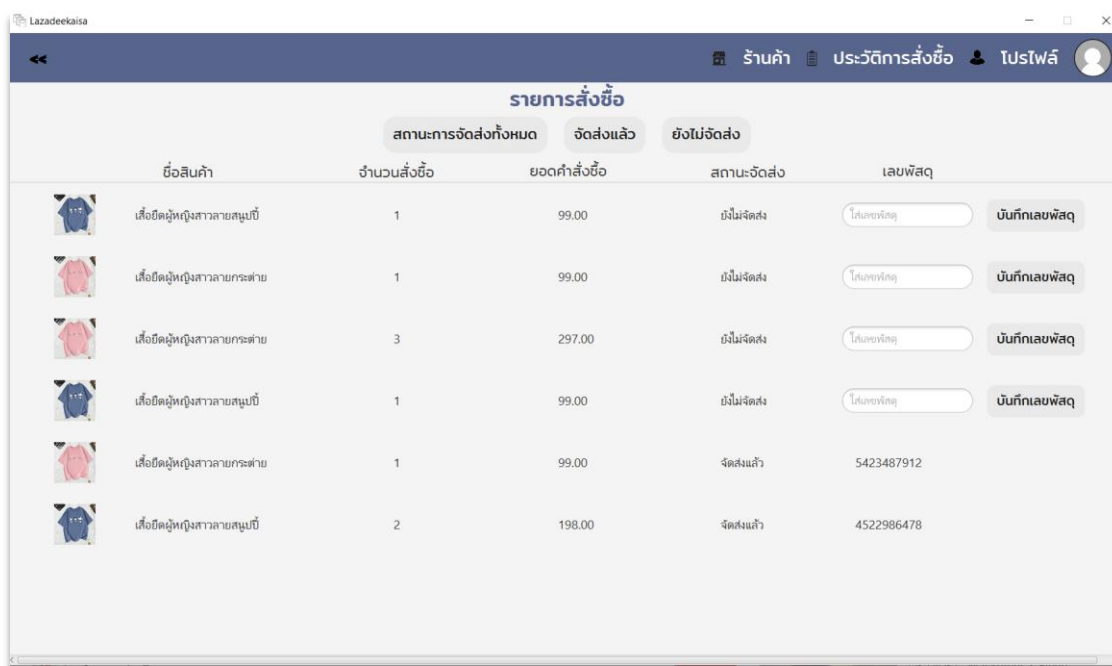 Lazadeekaisa
<< ร้านค้า ประวัติการสั่งซื้อ โปรไฟล์
รายการสั่งซื้อ
สถานะการจัดส่งทั้งหมด จัดส่งแล้ว ยังไม่จัดส่ง
ชื่อสินค้า จำนวนสั่งซื้อ ยอดคำสั่งซื้อ สถานะจัดส่ง เลขพัสดุ
เสื้อยืดผู้หญิงสาวลายสนูปปี้ 1 99.00 ยังไม่จัดส่ง ใส่เลขพัสดุ บันทึกเลขพัสดุ
เสื้อยืดผู้หญิงสาวลายกระต่าย 1 99.00 ยังไม่จัดส่ง ใส่เลขพัสดุ บันทึกเลขพัสดุ
เสื้อยืดผู้หญิงสาวลายกระต่าย 3 297.00 ยังไม่จัดส่ง ใส่เลขพัสดุ บันทึกเลขพัสดุ
เสื้อยืดผู้หญิงสาวลายสนูปปี้ 1 99.00 ยังไม่จัดส่ง ใส่เลขพัสดุ บันทึกเลขพัสดุ
เสื้อยืดผู้หญิงสาวลายกระต่าย 1 99.00 จัดส่งแล้ว 5423487912
เสื้อยืดผู้หญิงสาวลายสนูปปี้ 2 198.00 จัดส่งแล้ว 4522986478